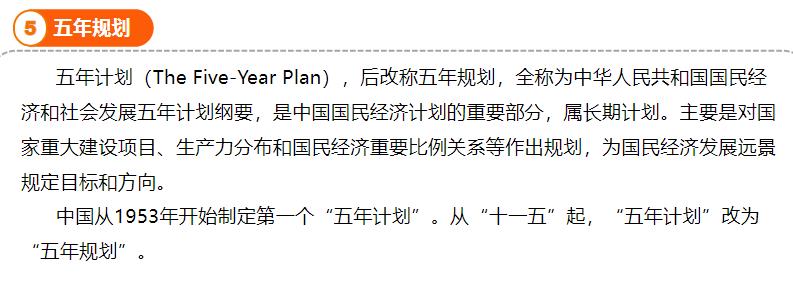 5 五年规划
五年计划（The Five-Year Plan），后改称五年规划，全称为中华人民共和国国民经
济和社会发展五年计划纲要，是中国国民经济计划的重要部分，属长期计划。主要是对国
家重大建设项目、生产力分布和国民经济重要比例关系等作出规划，为国民经济发展远景
规定目标和方向。
中国从1953年开始制定第一个“五年计划”。从“十一五”起，“五年计划”改为
“五年规划”。